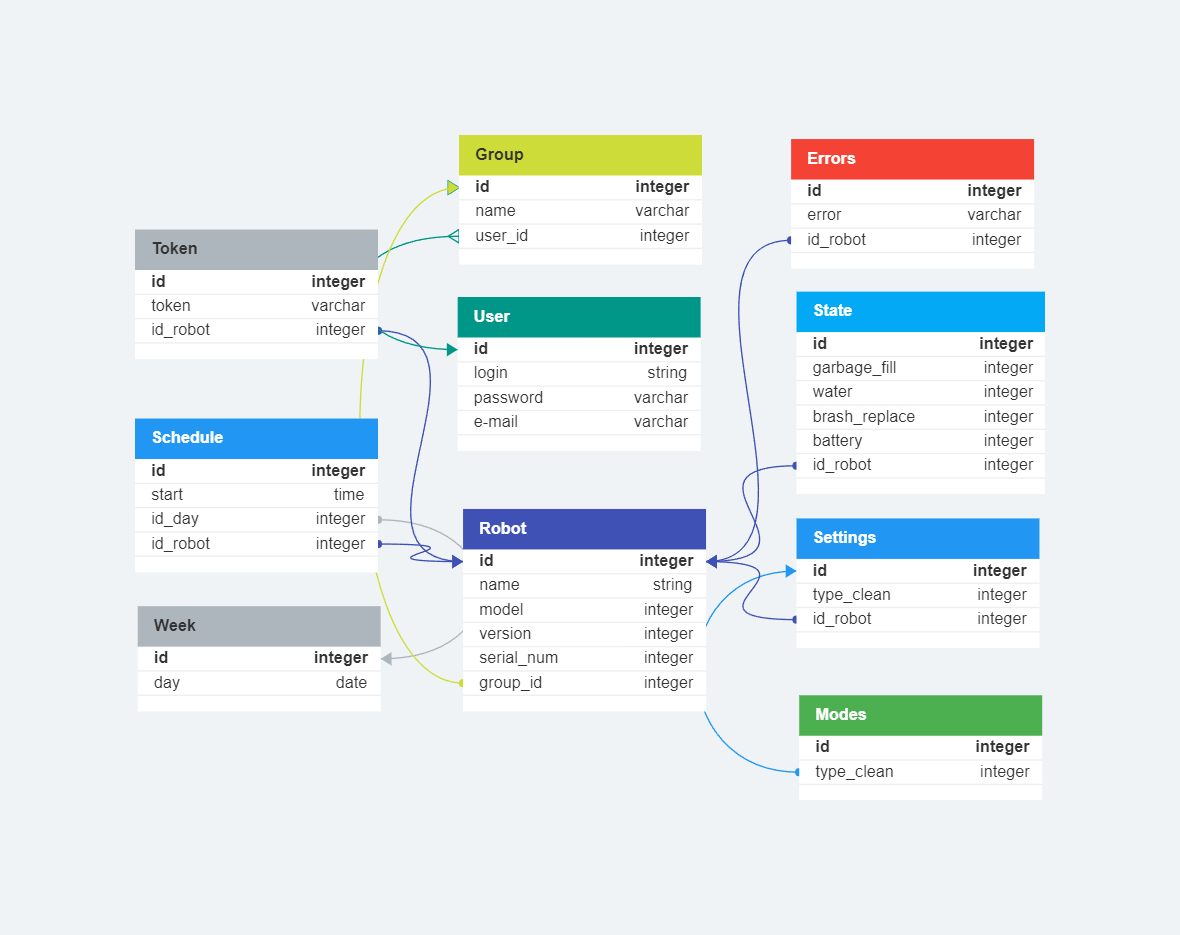 Group
id integer
name varchar
user_id integer
Errors
id integer
error varchar
id_robot integer
Token
id integer
token varchar
id_robot integer
User
id integer
login string
password varchar
e-mail varchar
State
id integer
garbage_fill integer
water integer
brash_replace integer
battery integer
id_robot integer
Schedule
id integer
start time
id_day integer
id_robot integer
Robot
id integer
name string
model integer
version integer
serial_num integer
group_id integer
Settings
id integer
type_clean integer
id_robot integer
Week
id integer
day date
Modes
id integer
type_clean integer